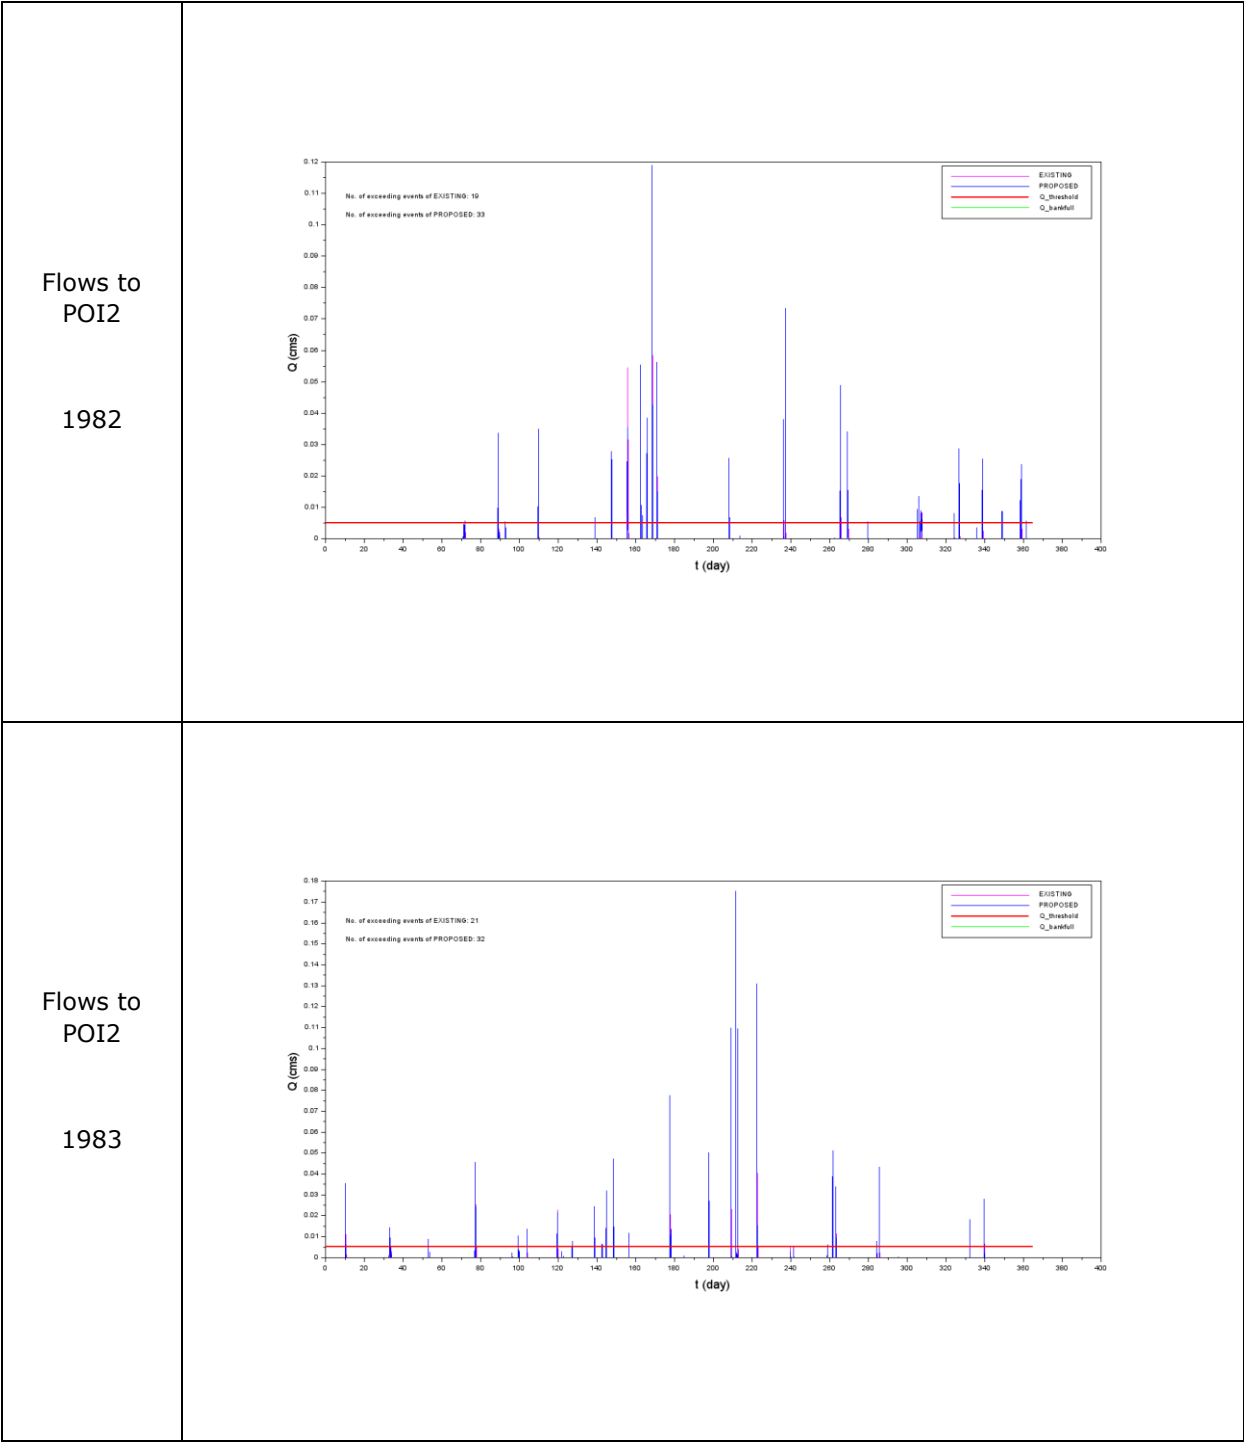 Flows to
POI2
1982
0.12
0.11
0.1
0.09
0.08
0.07
0.06
0.05
0.04
0.03
0.02
0.01
0
Q (cms)
No. of exceeding events of EXISTING: 19
No. of exceeding events of PROPOSED: 33
EXISTING
PROPOSED
Q_threshold
Q_bankfull
0 20 40 60 80 100 120 140 160 180 200 220 240 260 280 300 320 340 360 380 400
t (day)
Flows to
POI2
1983
0.18
0.17
0.16
0.15
0.14
0.13
0.12
0.11
0.1
0.09
0.08
0.07
0.06
0.05
0.04
0.03
0.02
0.01
0
Q (cms)
No. of exceeding events of EXISTING: 21
No. of exceeding events of PROPOSED: 32
EXISTING
PROPOSED
Q_threshold
Q_bankfull
0 20 40 60 80 100 120 140 160 180 200 220 240 260 280 300 320 340 360 380 400
t (day)